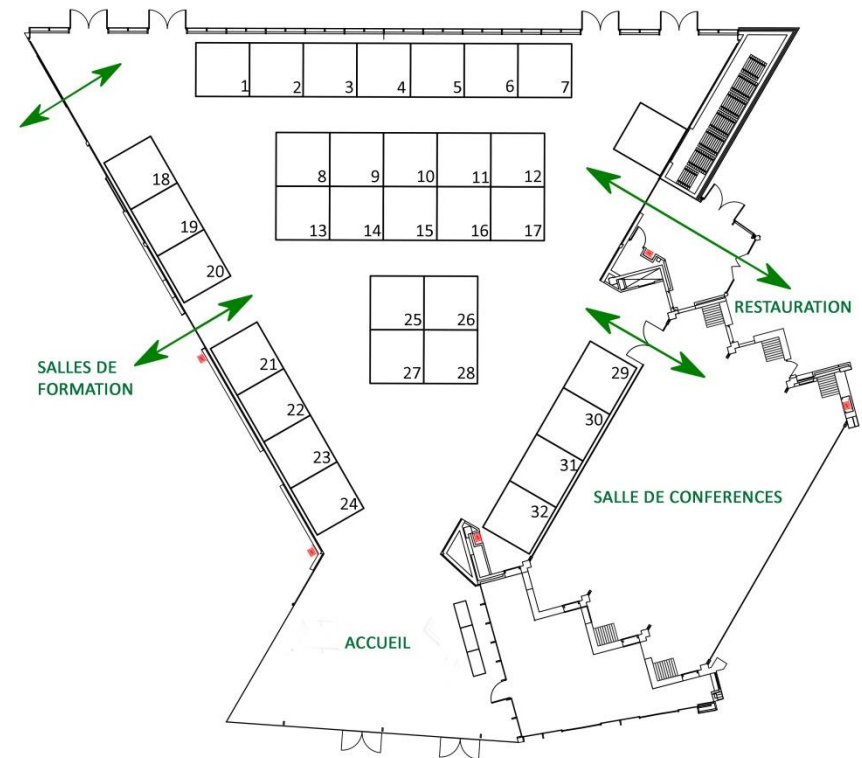 1 2 3 4 5 6 7
8 9 10 11 12
18
19
13 14 15 16 17
20
RESTAURATION
25 26
SALLES DE
FORMATION
21
27 28
29
22
30
23
31
24
32
SALLE DE CONFERENCES
ACCUEIL